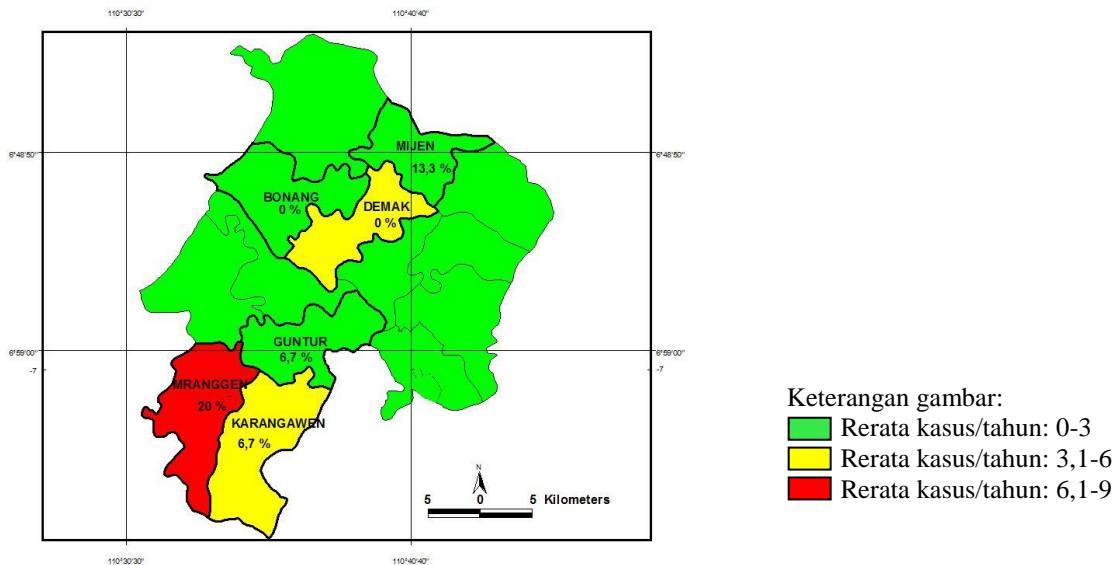 110°30'30" 110°40'40"
6°48'50" 6°48'50"
MIJEN
13,3 %
BONANG
0 %
DEMAK
0 %
6°59'00" 6°59'00"
-7 -7
GUNTUR
6,7 %
MRANGGEN
20 %
KARANGAWEN
6,7 %
N
5 0 5 Kilometers
110°30'30" 110°40'40"
Keterangan gambar:
Rerata kasus/tahun: 0-3
Rerata kasus/tahun: 3,1-6
Rerata kasus/tahun: 6,1-9